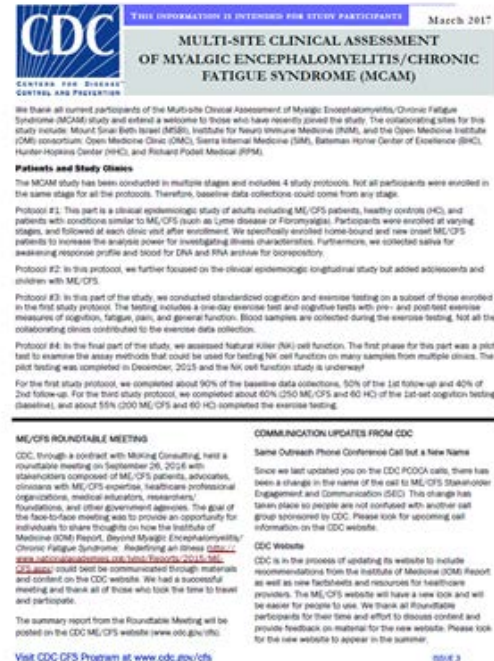 THIS INFORMATION IS INTENDED FOR STUDY PARTICIPANTS
March 2017
CDC
CENTERS FOR DISEASE
CONTROL AND PREVENTION
MULTI-SITE CLINICAL ASSESSMENT
OF MYALGIC ENCEPHALOMYELITIS/CHRONIC
FATIGUE SYNDROME (MCAM)
We thank all current participants of the Multi-site Clinical Assessment of Myalgic Encephalomyelitis/Chronic Fatigue
Syndrome (MCAM) study and extend a welcome to those who have recently joined the study. The collaborating sites for this
study include: Mount Sinai Beth Israel (MSBI), Institute for Neuro Immune Medicine (INIM), and the Open Medicine Institute
(OMI) consortium: Open Medicine Clinic (OMC), Sierra Internal Medicine (SIM), Bateman Horne Center of Excellence (BHC),
Hunter-Hopkins Center (HHC), and Richard Podell Medical (RPM).
Patients and Study Clinics
The MCAM study has been conducted in multiple stages and includes 4 study protocols. Not all participants were enrolled in
the same stage for all the protocols. Therefore, baseline data collections could come from any stage.
Protocol #1: This part is a clinical epidemiologic study of adults including ME/CFS patients, healthy controls (HC), and
patients with conditions similar to ME/CFS (such as Lyme disease or Fibromyalgia). Participants were enrolled at varying
stages, and followed at each clinic visit after enrollment. We specifically enrolled home-bound and new onset ME/CFS
patients to increase the analysis power for investigating illness characteristics. Furthermore, we collected saliva for
awakening response profile and blood for DNA and RNA archive for biorepository.
Protocol #2: In this protocol, we further focused on the clinical epidemiologic longitudinal study but added adolescents and
children with ME/CFS.
Protocol #3: In this part of the study, we conducted standardized cognition and exercise testing on a subset of those enrolled
in the first study protocol. The testing includes a one-day exercise test and cognitive tests with pre- and post-test exercise
measures of cognition, fatigue, pain, and general function. Blood samples are collected during the exercise testing. Not all the
collaborating clinics contributed to the exercise data collection.
Protocol #4: In the final part of the study, we assessed Natural Killer (NK) cell function. The first phase for this part was a pilot
test to examine the assay methods that could be used for testing NK cell function on many samples from multiple clinics. The
pilot testing was completed in December, 2015 and the NK cell function study is underway!
For the first study protocol, we completed about 90% of the baseline data collections, 50% of the 1st follow-up and 40% of
2nd follow-up. For the third study protocol, we completed about 60% (250 ME/CFS and 60 HC) of the 1st-set cognition testing
(baseline), and about 55% (200 ME/CFS and 60 HC) completed the exercise testing.
ME/CFS ROUNDTABLE MEETING
CDC, through a contract with McKing Consulting, held a
roundtable meeting on September 26, 2016 with
stakeholders composed of ME/CFS patients, advocates,
clinicians with ME/CFS expertise, healthcare professional
organizations, medical educators, researchers/
foundations, and other government agencies. The goal of
the face-to-face meeting was to provide an opportunity for
individuals to share thoughts on how the Institute of
Medicine (IOM) Report, Beyond Myalgic Encephalomyelitis/
Chronic Fatigue Syndrome: Redefining an Illness (http://
www.nationalacademies.org/hmd/Reports/2015/ME-
CFS.aspx) could best be communicated through materials
and content on the CDC website. We had a successful
meeting and thank all of those who took the time to travel
and participate.
The summary report from the Roundtable Meeting will be
posted on the CDC ME/CFS website (www.cdc.gov/cfs).
COMMUNICATION UPDATES FROM CDC
Same Outreach Phone Conference Call but a New Name
Since we last updated you on the CDC PCOCA calls, there has
been a change in the name of the call to ME/CFS Stakeholder
Engagement and Communication (SEC). This change has
taken place so people are not confused with another call
group sponsored by CDC. Please look for upcoming call
information on the CDC website.
CDC Website
CDC is in the process of updating its website to include
recommendations from the Institute of Medicine (IOM) Report
as well as new factsheets and resources for healthcare
providers. The ME/CFS website will have a new look and will
be easier for people to use. We thank all Roundtable
participants for their time and effort to discuss content and
provide feedback on material for the new website. Please look
for the new website to appear in the summer.
Visit CDC CFS Program at www.cdc.gov/cfs
ISSUE 3